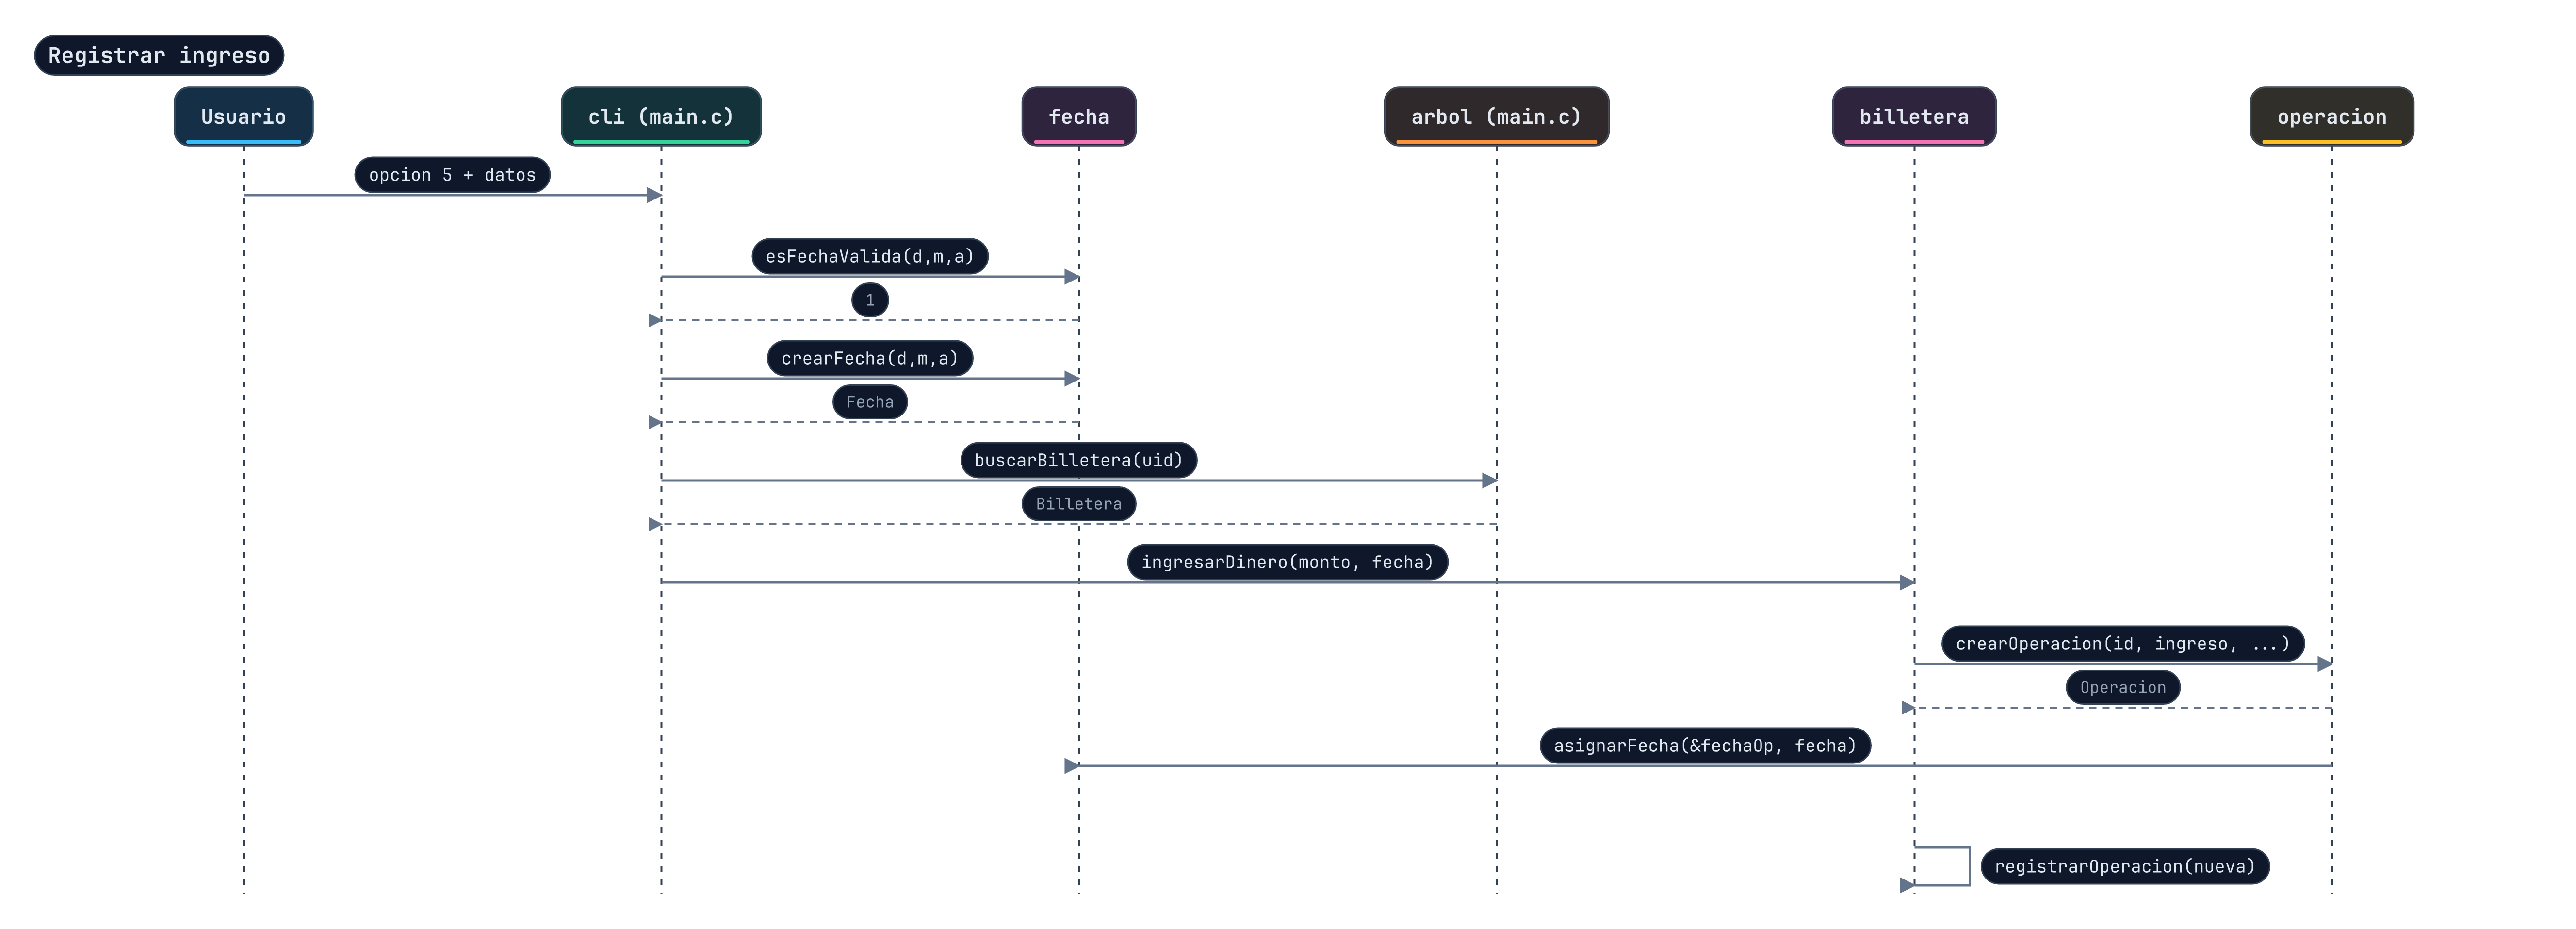 Registrar ingreso
Usuario
cli (main.c)
fecha
arbol (main.c)
billetera
operacion
opcion 5 + datos
esFechaValida(d,m,a)
1
crearFecha(d,m,a)
Fecha
buscarBilletera(uid)
Billetera
ingresarDinero(monto, fecha)
crearOperacion(id, ingreso, ...)
Operacion
asignarFecha(&fechaOp, fecha)
registrarOperacion(nueva)